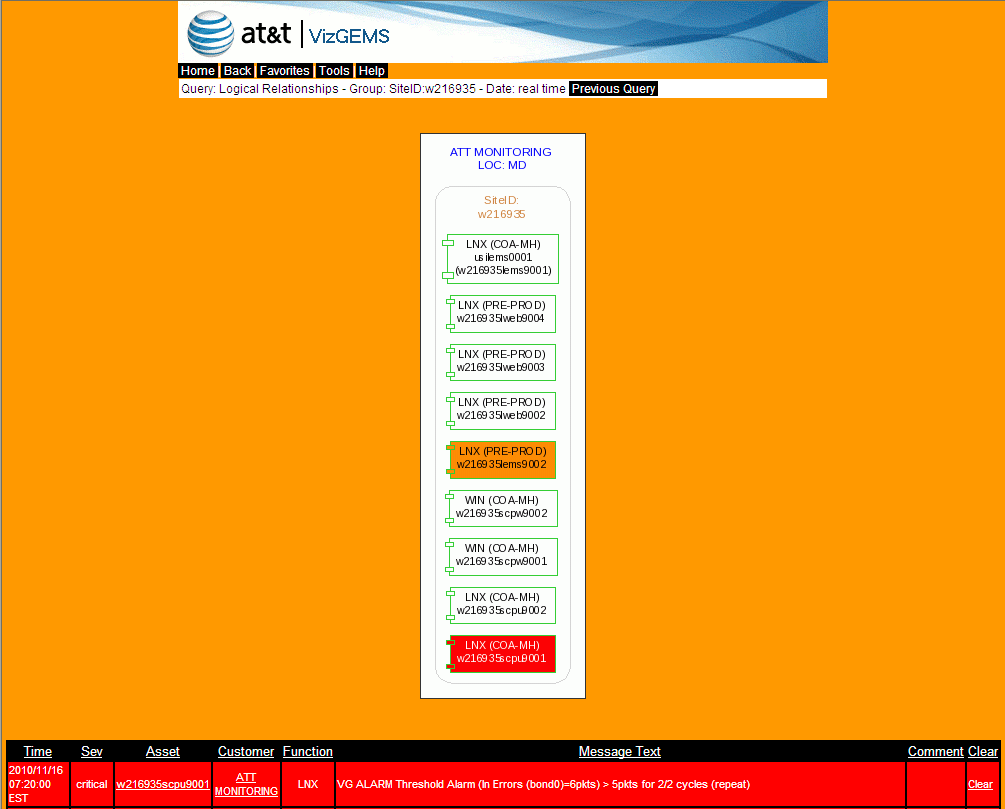 at&t | VizGEMS
Home Back Favorites Tools Help
Query: Logical Relationships - Group: SiteID:w216935 - Date: real time Previous Query
ATT MONITORING
LOC: MD
SiteID:
w216935
LNX (COA-MH)
usilems0001
(w216935lems9001)
LNX (PRE-PROD)
w216935lweb9004
LNX (PRE-PROD)
w216935lweb9003
LNX (PRE-PROD)
w216935lweb9002
LNX (PRE-PROD)
w216935lems9002
WIN (COA-MH)
w216935scpw9002
WIN (COA-MH)
w216935scpw9001
LNX (COA-MH)
w216935scpu9002
LNX (COA-MH)
w216935scpu9001
Time Sev Asset Customer Function Message Text Comment Clear
2010/11/16
07:20:00
EST
critical
w216935scpu9001
ATT
MONITORING
LNX
VG ALARM Threshold Alarm (In Errors (bond0)=6pkts) > 5pkts for 2/2 cycles (repeat)
Clear